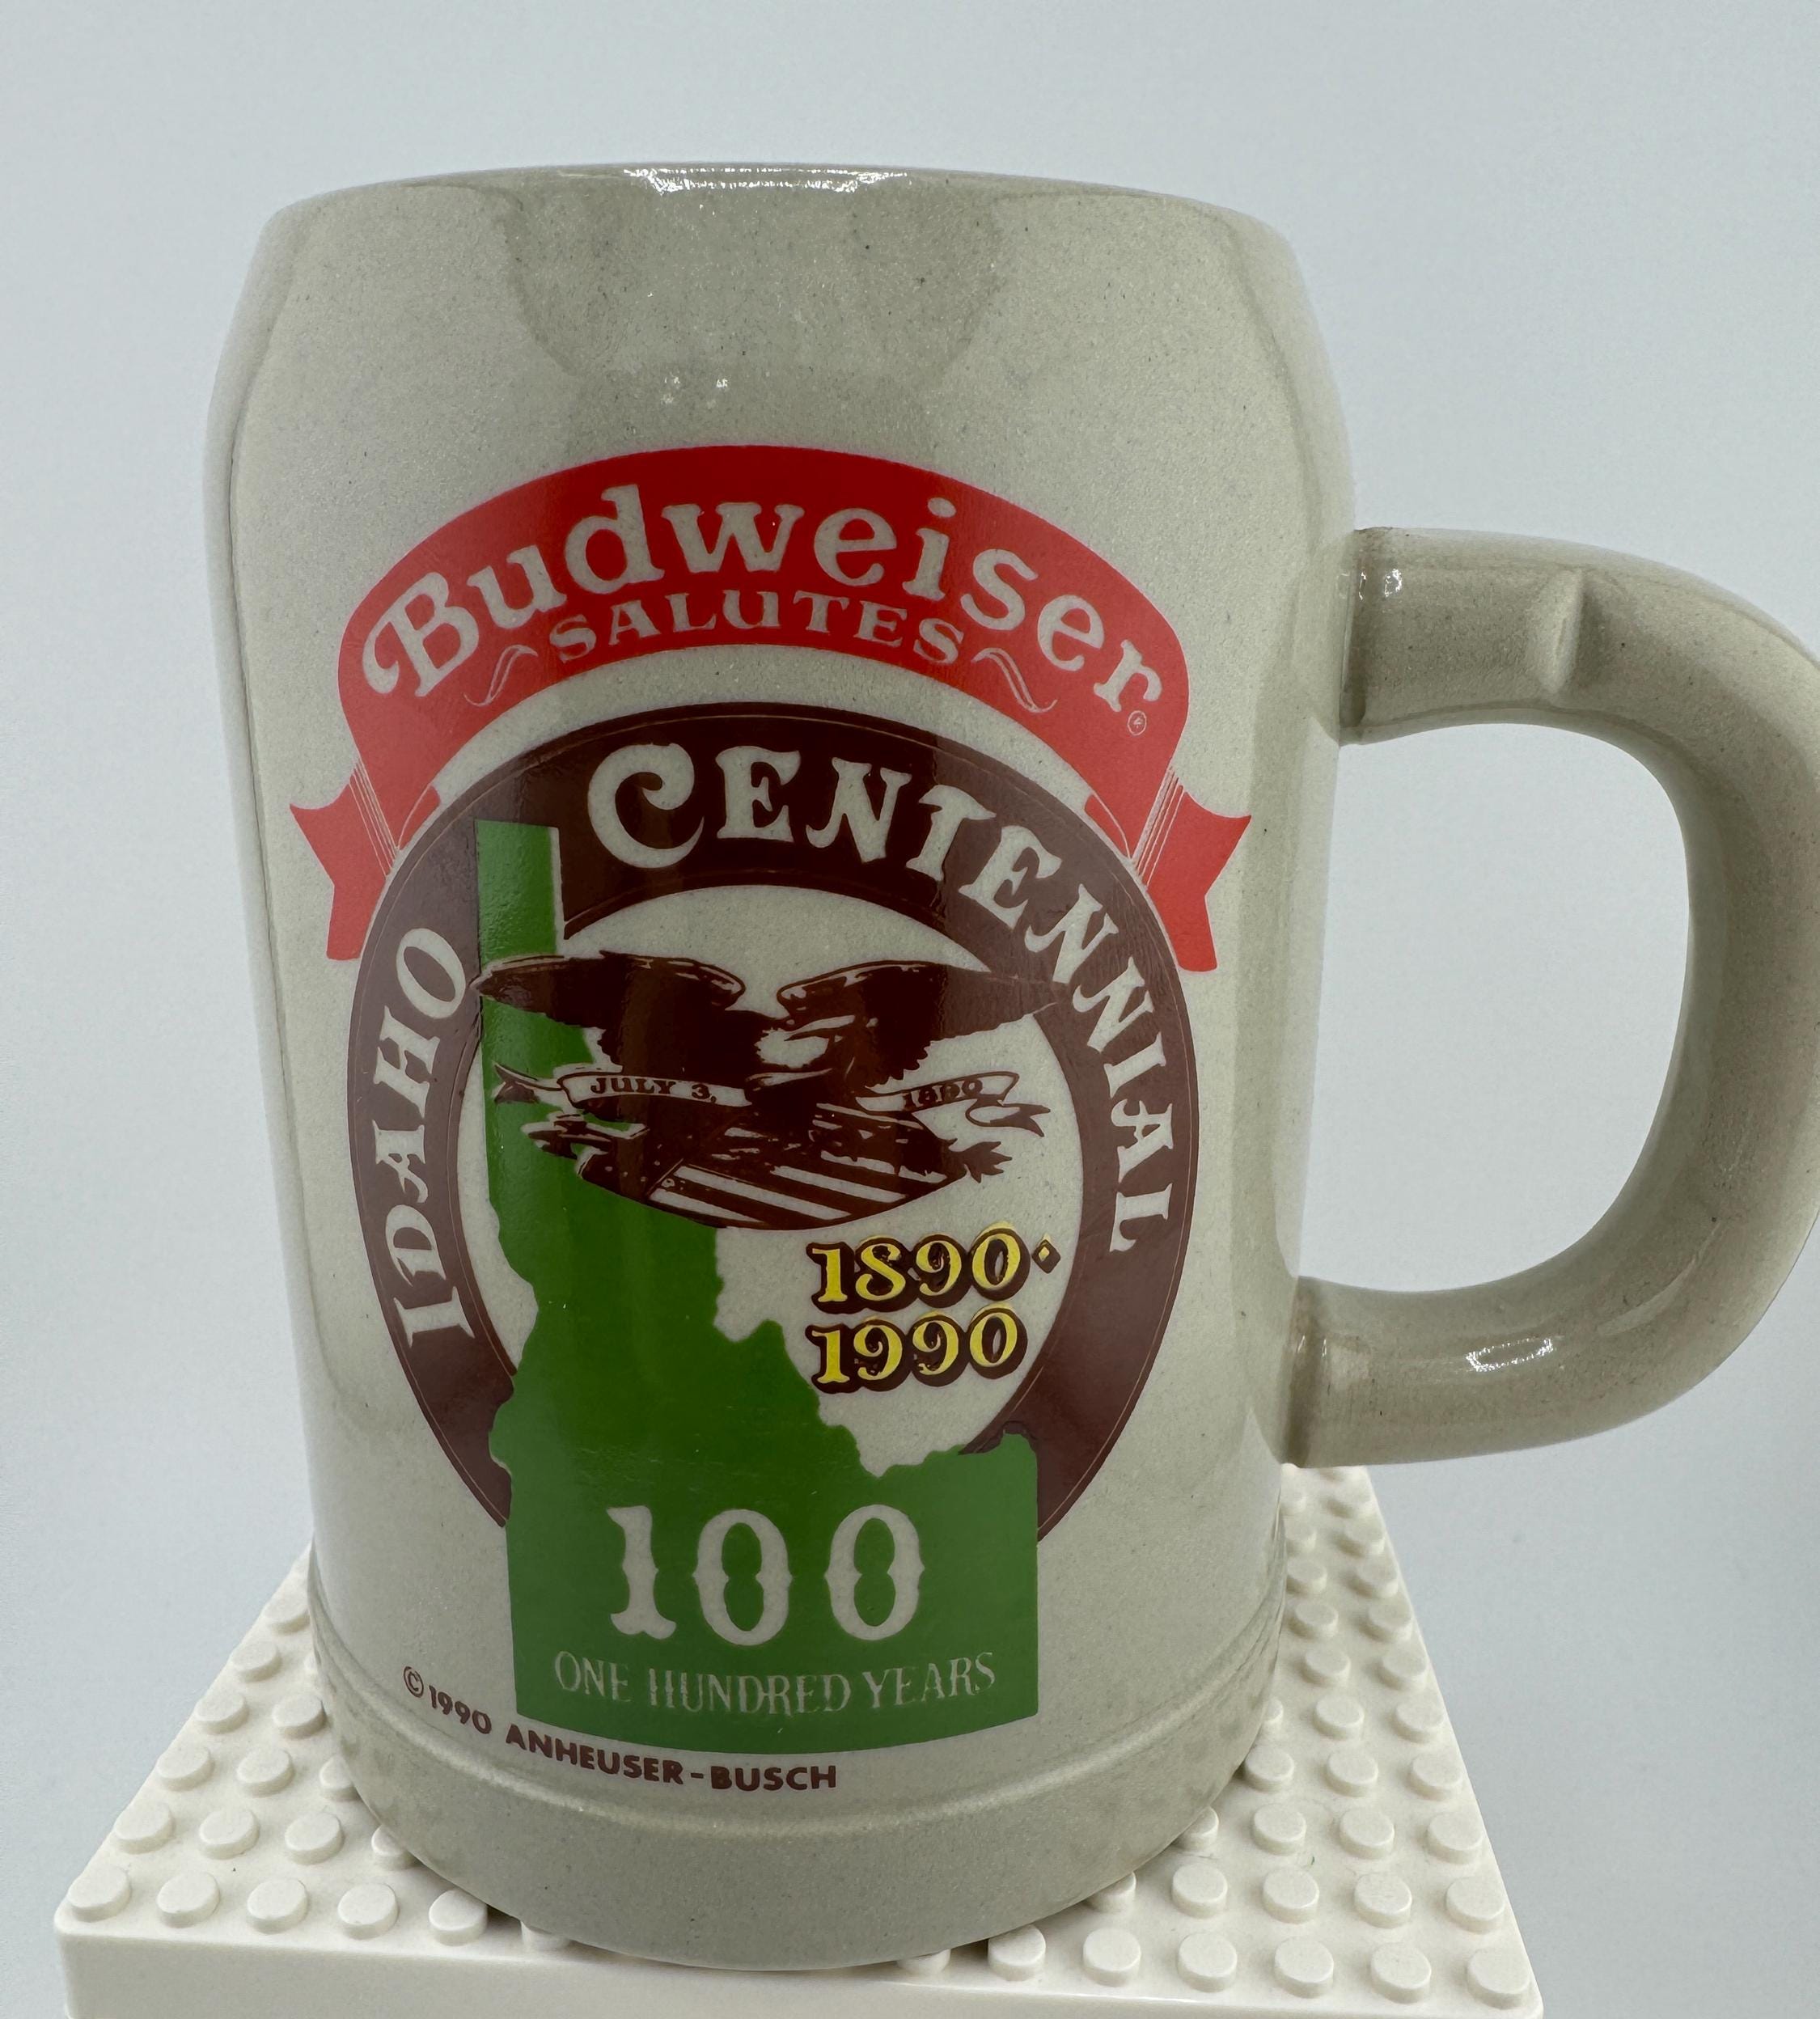 Budweiser®
SALUTES
IDAHO CENTENNIAL
JULY 3, 1890
1890·
1990
100
ONE HUNDRED YEARS
©1990 ANHEUSER-BUSCH